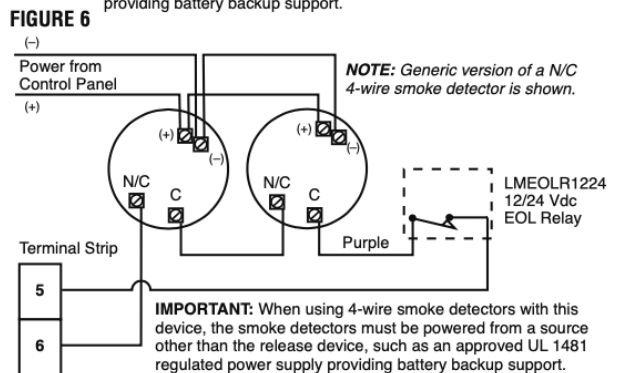 providing battery backup support.
FIGURE 6
(–)
Power from
Control Panel
(+)
NOTE: Generic version of a N/C
4-wire smoke detector is shown.
(+)
(–)
(+)
(–)
N/C
C
N/C
C
LMEOLR1224
12/24 Vdc
EOL Relay
Purple
Terminal Strip
5
6
IMPORTANT: When using 4-wire smoke detectors with this
device, the smoke detectors must be powered from a source
other than the release device, such as an approved UL 1481
regulated power supply providing battery backup support.